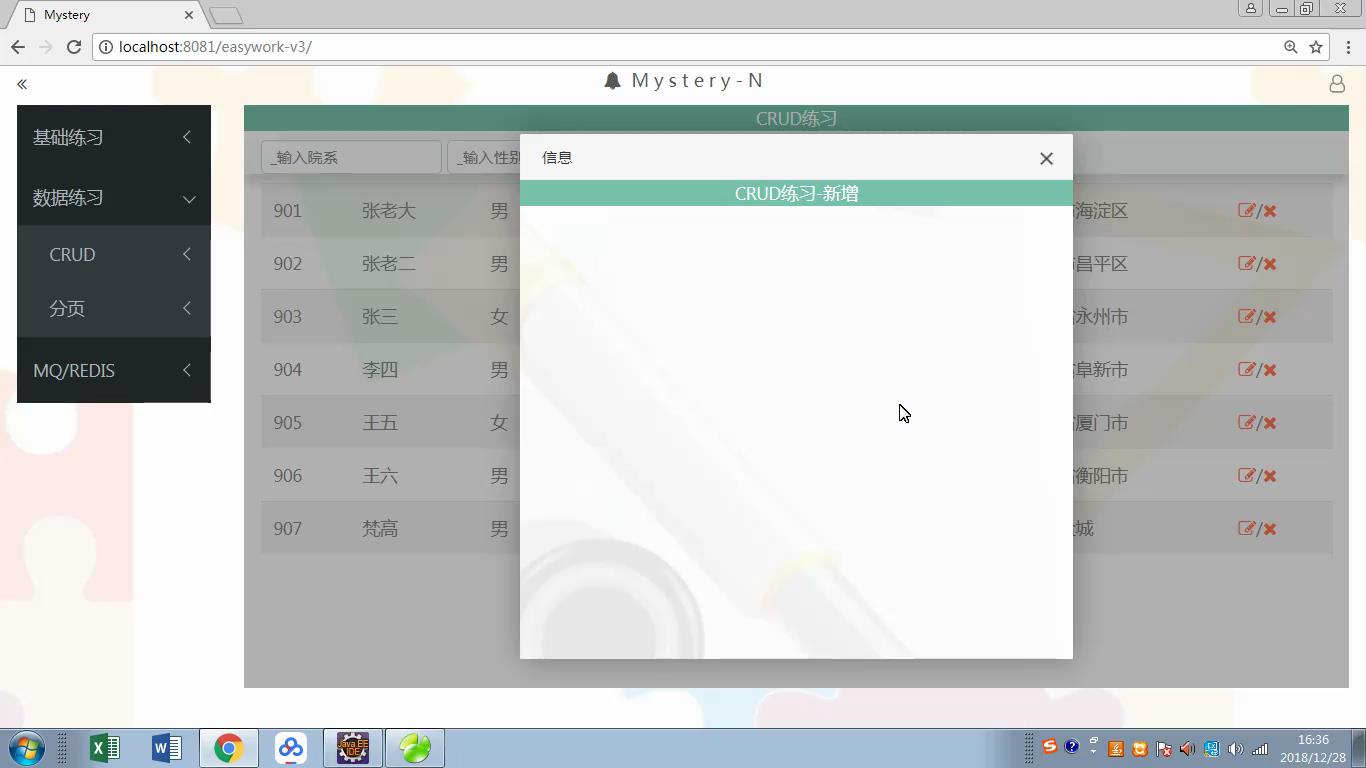 Mystery
localhost:8081/easywork-v3/
Mystery-N
基础练习
数据练习
CRUD
分页
MQ/REDIS
CRUD练习
_输入院系
_输入性别
信息
CRUD练习-新增
901 张老大 男 海淀区 /
902 张老二 男 昌平区 /
903 张三 女 永州市 /
904 李四 男 阜新市 /
905 王五 女 厦门市 /
906 王六 男 衡阳市 /
907 梵高 男 城 /
16:36
2018/12/28